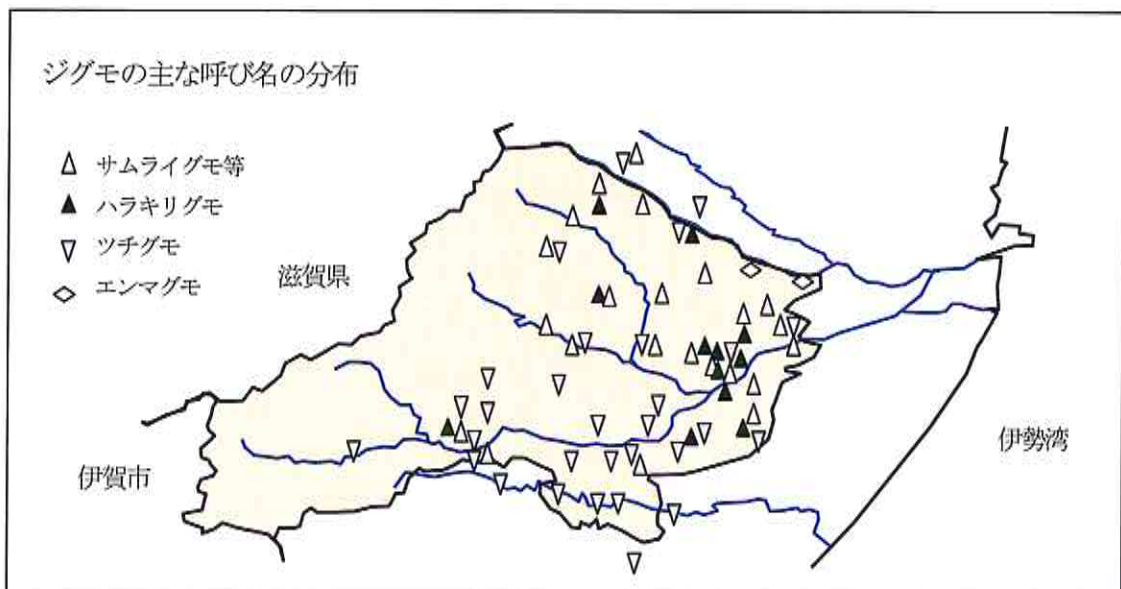 ジグモの主な呼び名の分布
サムライグモ等
ハラキリグモ
ツチグモ
エンマグモ
滋賀県
伊賀市
伊勢湾